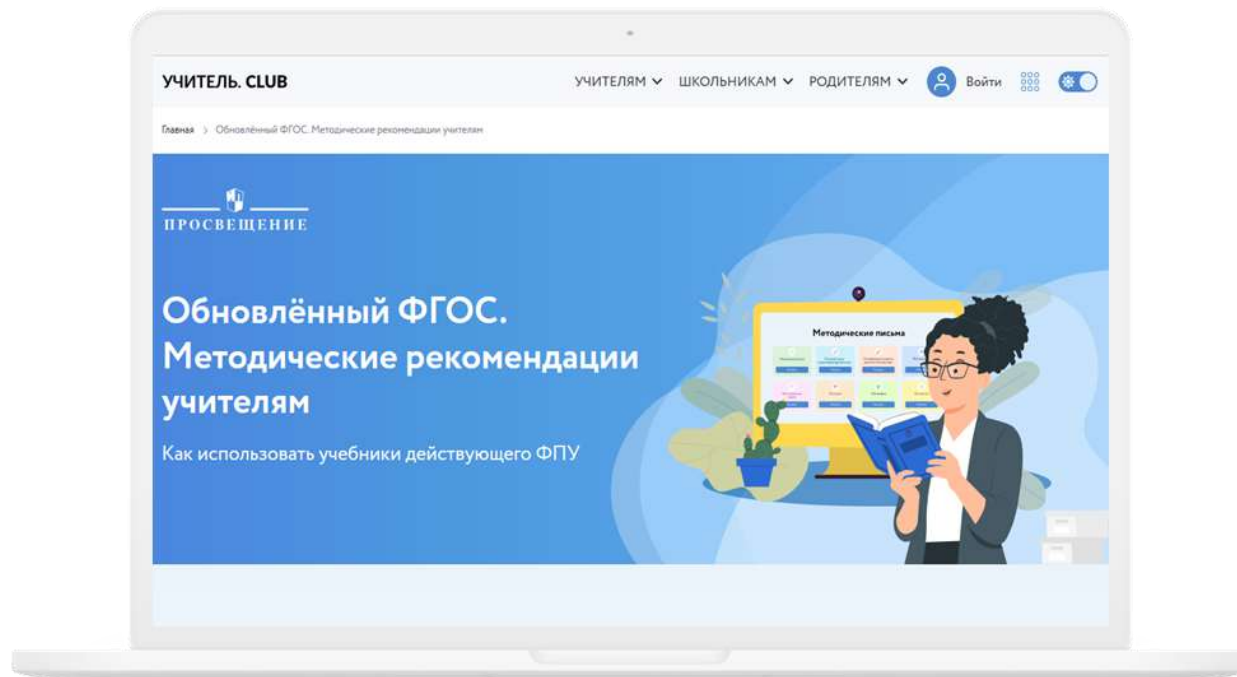 УЧИТЕЛЬ. CLUB
УЧИТЕЛЯМ ШКОЛЬНИКАМ РОДИТЕЛЯМ Войти
Главная > Обновлённый ФГОС. Методические рекомендации учителям
ПРОСВЕЩЕНИЕ
Обновлённый ФГОС.
Методические рекомендации
учителям
Как использовать учебники действующего ФПУ
Методические письма